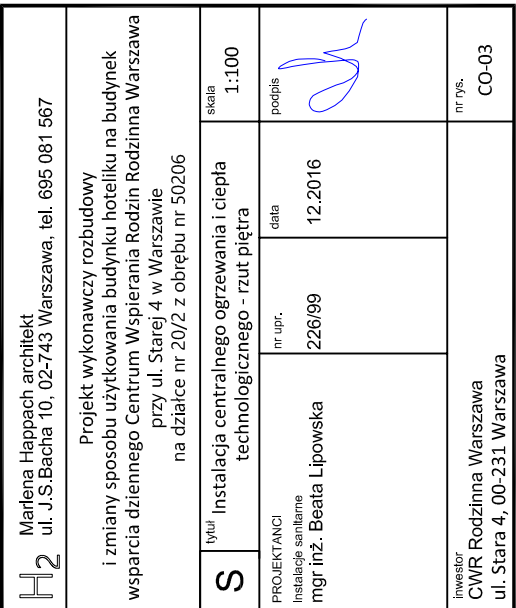 H2
Marlena Happach architekt
ul. J.S.Bacha 10, 02-743 Warszawa, tel. 695 081 567
Projekt wykonawczy rozbudowy
i zmiany sposobu użytkowania budynku hoteliku na budynek
wsparcia dziennego Centrum Wspierania Rodzin Rodzinna Warszawa
przy ul. Starej 4 w Warszawie
na działce nr 20/2 z obrębu nr 50206
S
tytuł Instalacja centralnego ogrzewania i ciepła
technologicznego - rzut piętra
skala
1:100
PROJEKTANCI
Instalacje sanitarne
mgr inż. Beata Lipowska
nr upr.
226/99
data
12.2016
podpis
inwestor
CWR Rodzinna Warszawa
ul. Stara 4, 00-231 Warszawa
nr rys.
CO-03